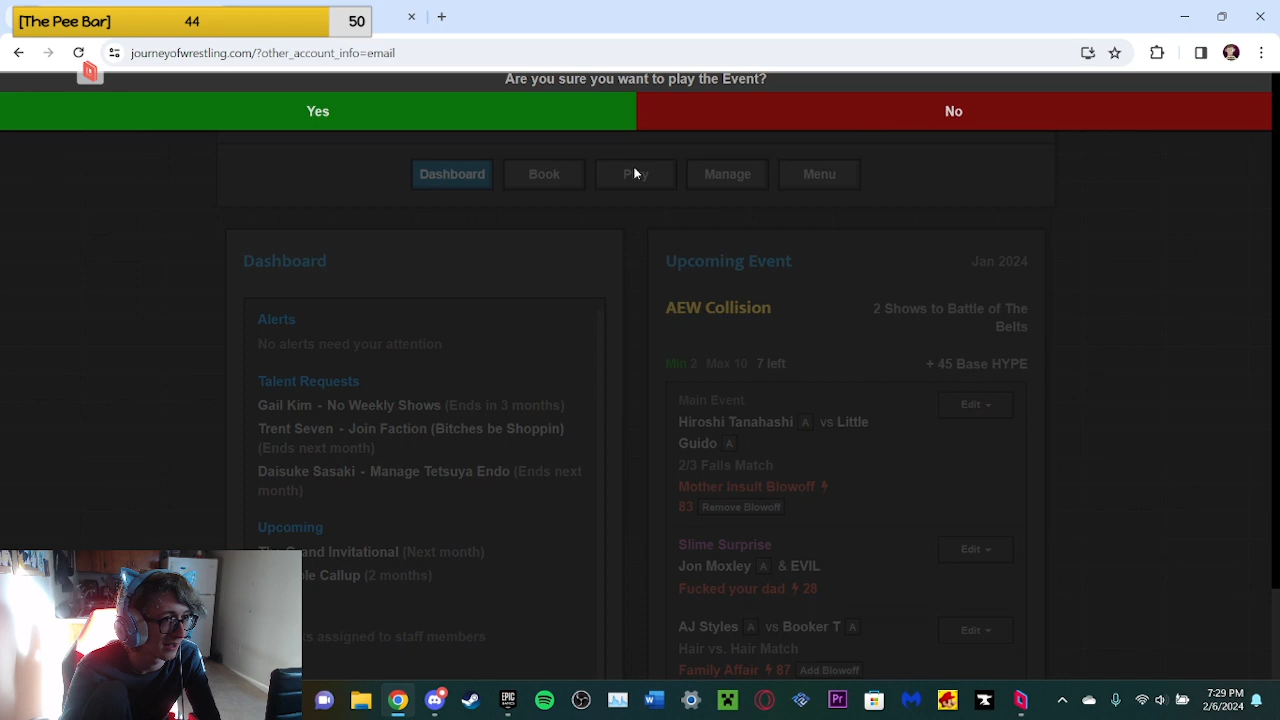 [The Pee Bar] 44 50
journeyofwrestling.com/?other_account_info=email
Are you sure you want to play the Event?
Yes
No
Dashboard
Book
Play
Manage
Menu
Dashboard
Alerts
No alerts need your attention
Talent Requests
Gail Kim - No Weekly Shows (Ends in 3 months)
Trent Seven - Join Faction (Bitches be Shoppin)
(Ends next month)
Daisuke Sasaki - Manage Tetsuya Endo (Ends next
month)
Upcoming
Invitational (Next month)
Callup (2 months)
assigned to staff members
Upcoming Event
Jan 2024
AEW Collision
2 Shows to Battle of The
Belts
Min 2 Max 10 7 left
+ 45 Base HYPE
Main Event
Edit
Hiroshi Tanahashi A vs Little
Guido A
2/3 Falls Match
Mother Insult Blowoff
83 Remove Blowoff
Slime Surprise
Edit
Jon Moxley A & EVIL
Fucked your dad 28
AJ Styles A vs Booker T A
Edit
Hair vs. Hair Match
Family Affair 87 Add Blowoff
7:29 PM
2/6/2024